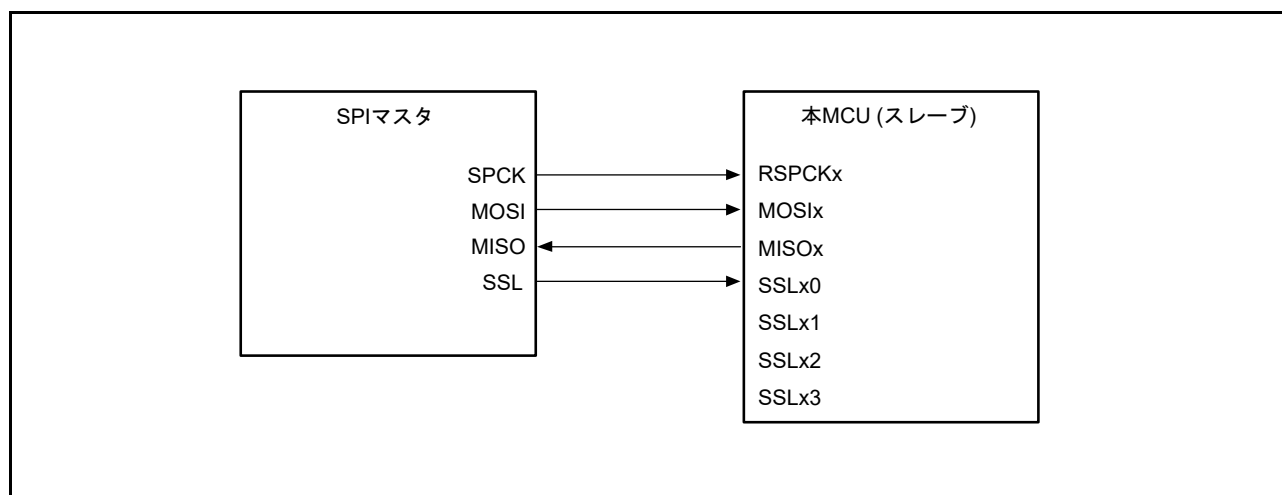 SPIマスタ
SPCK
MOSI
MISO
SSL
本MCU (スレーブ)
RSPCKx
MOSIx
MISOx
SSLx0
SSLx1
SSLx2
SSLx3